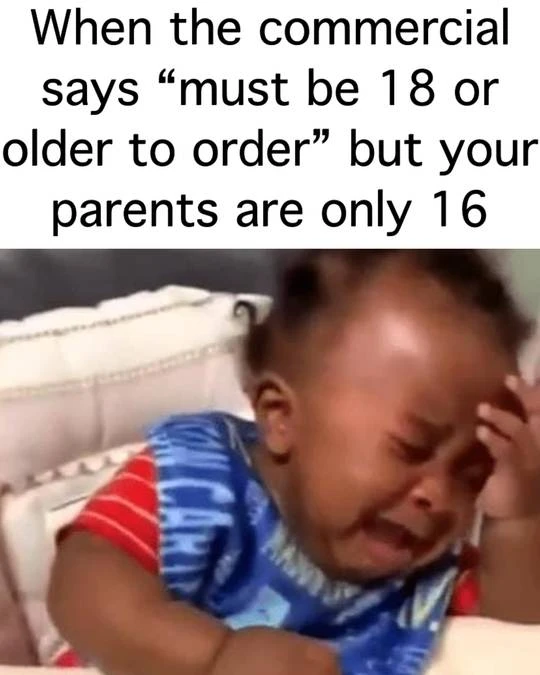 When the commercial
says “must be 18 or
older to order” but your
parents are only 16